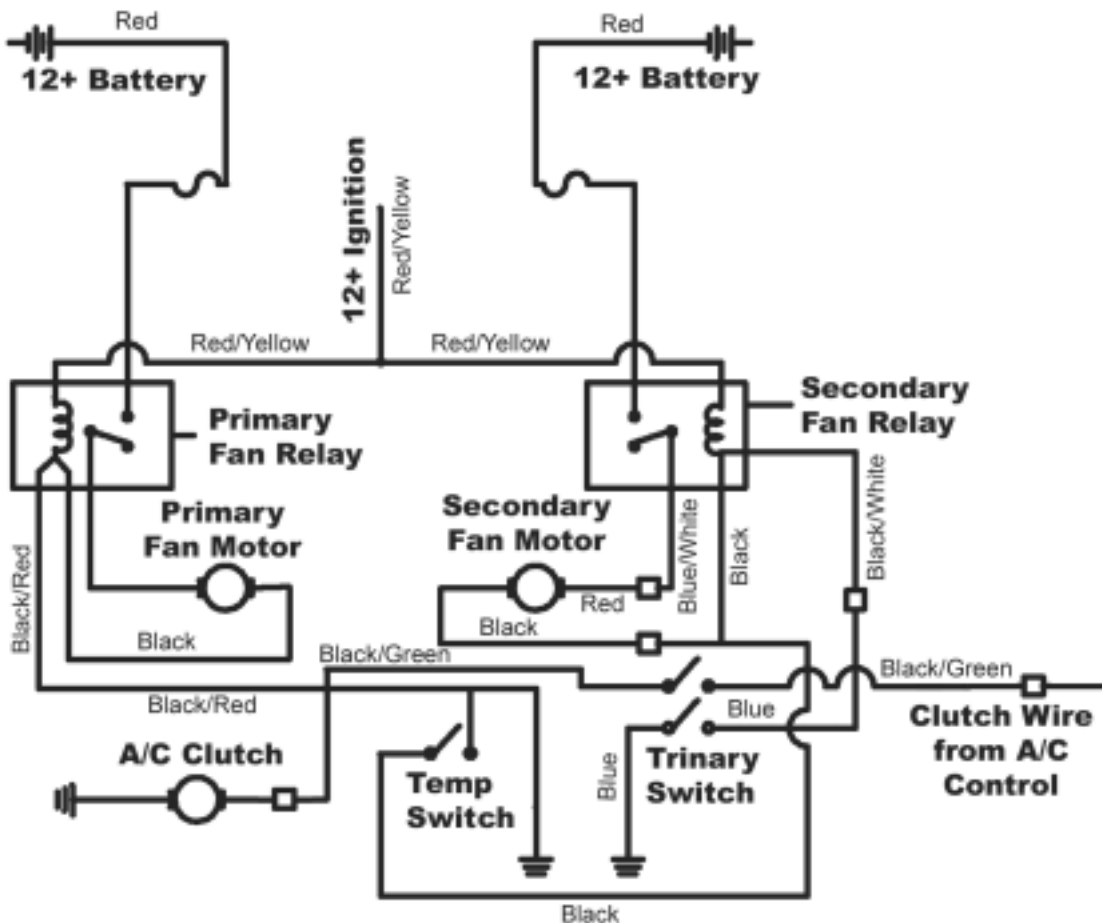 Red
Red
12+ Battery
12+ Battery
12+ Ignition
Red/Yellow
Red/Yellow
Red/Yellow
Primary
Fan Relay
Secondary
Fan Relay
Primary
Fan Motor
Secondary
Fan Motor
Black/Red
Blue/White
Black
Black/White
Red
Black
Black
Black/Green
Black/Green
Black/Red
Blue
Clutch Wire
from A/C
Control
A/C Clutch
Temp
Switch
Blue
Trinary
Switch
Black